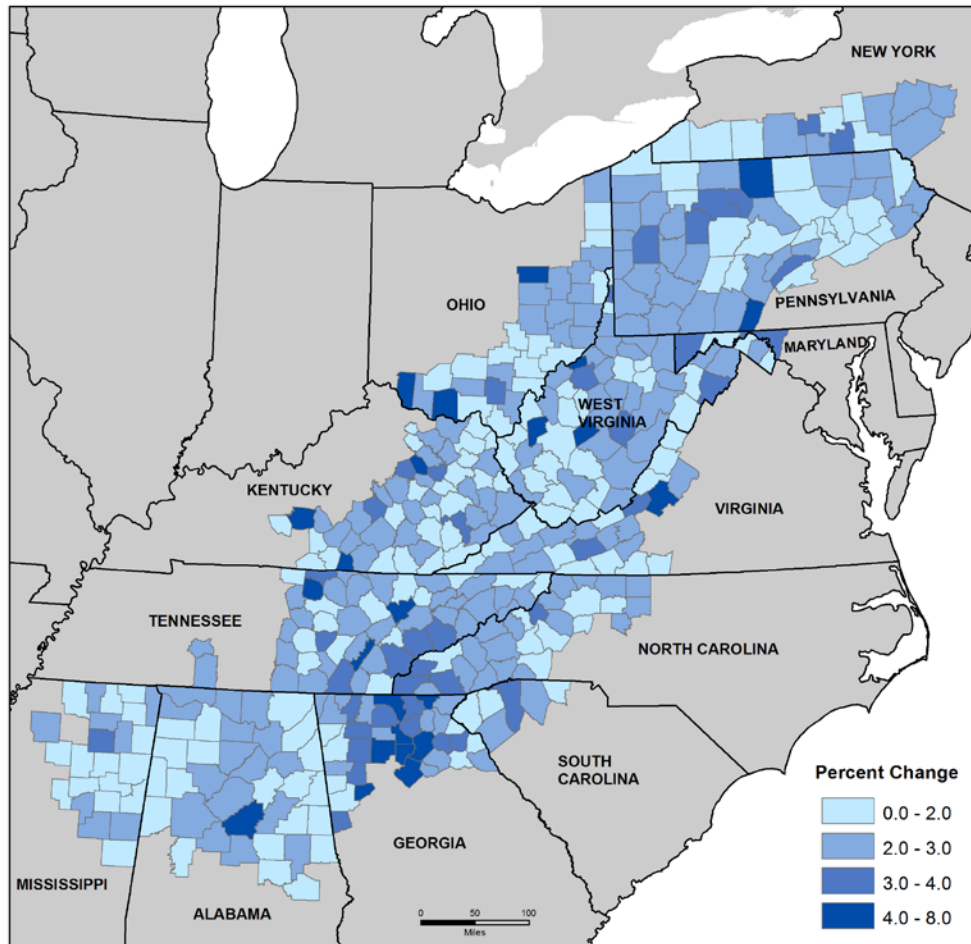 NEW YORK
PENNSYLVANIA
OHIO
MARYLAND
WEST
VIRGINIA
KENTUCKY
VIRGINIA
TENNESSEE
NORTH CAROLINA
SOUTH
CAROLINA
GEORGIA
MISSISSIPPI
ALABAMA
Percent Change
0.0 - 2.0
2.0 - 3.0
3.0 - 4.0
4.0 - 8.0
0 50 100
Miles